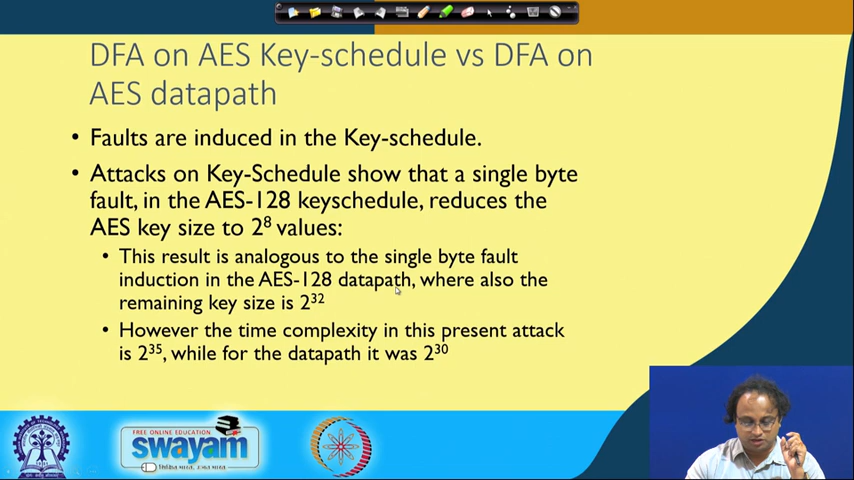 DFA on AES Key-schedule vs DFA on
AES datapath
• Faults are induced in the Key-schedule.
• Attacks on Key-Schedule show that a single byte
fault, in the AES-128 keyschedule, reduces the
AES key size to 2⁸ values:
• This result is analogous to the single byte fault
induction in the AES-128 datapath, where also the
remaining key size is 2³²
• However the time complexity in this present attack
is 2³⁵, while for the datapath it was 2³⁰
FREE ONLINE EDUCATION
swayam